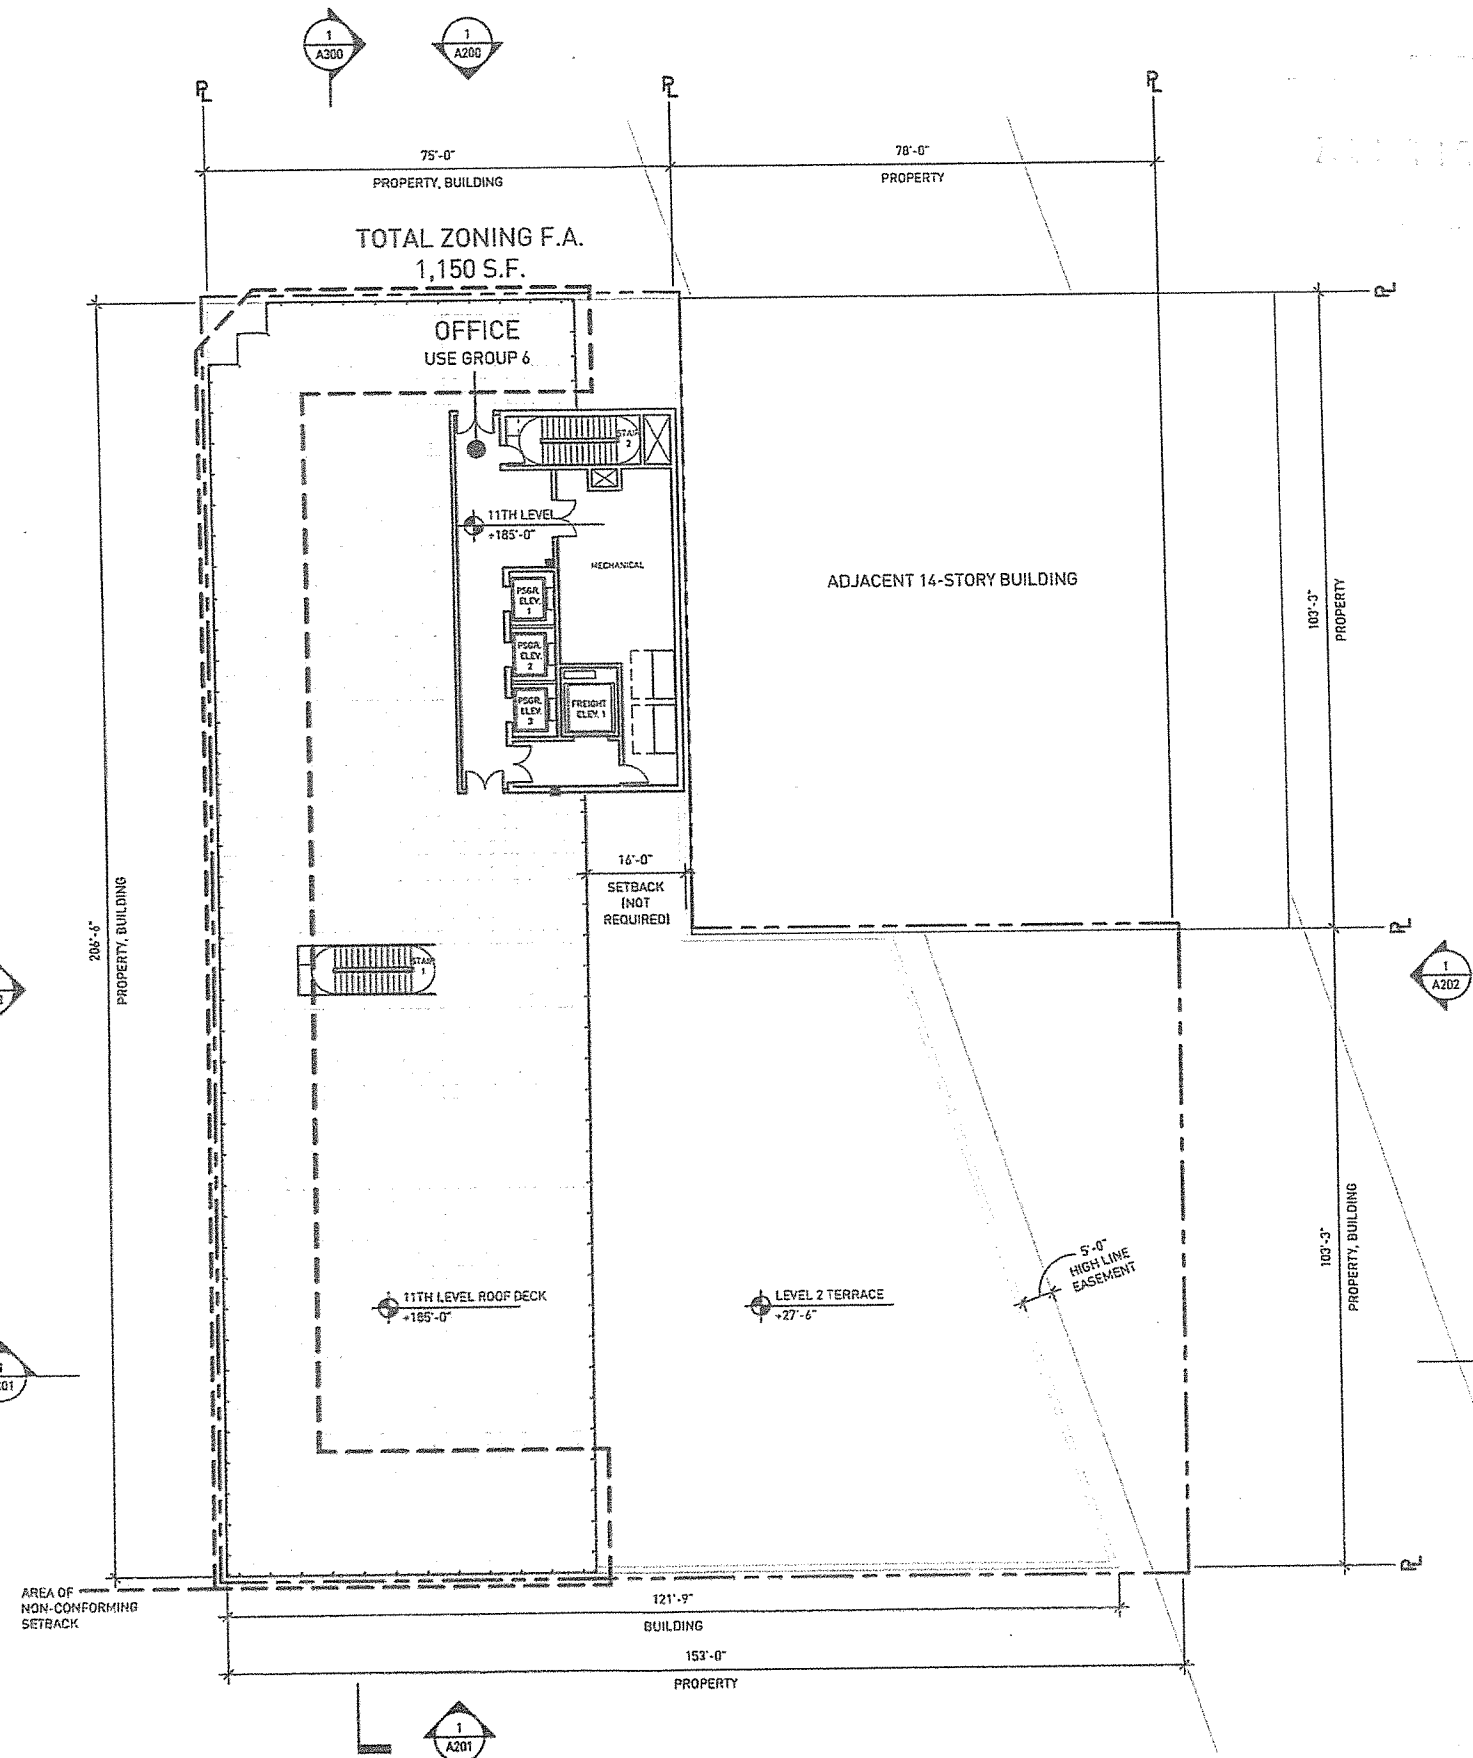 1
A300
1
A200
PL
PL
PL
75'-0"
PROPERTY, BUILDING
78'-0"
PROPERTY
TOTAL ZONING F.A.
1,150 S.F.
PL
OFFICE
USE GROUP 6
STAIR
2
11TH LEVEL
+185'-0"
MECHANICAL
ADJACENT 14-STORY BUILDING
103'-3"
PROPERTY
PSGR.
ELEV.
1
PSGR.
ELEV.
2
PSGR.
ELEV.
3
FREIGHT
ELEV. 1
16'-0"
SETBACK
(NOT
REQUIRED)
206'-6"
PROPERTY, BUILDING
PL
STAIR
1
1
A202
5'-0"
HIGH LINE
EASEMENT
103'-3"
PROPERTY, BUILDING
11TH LEVEL ROOF DECK
+185'-0"
LEVEL 2 TERRACE
+27'-6"
01
PL
AREA OF
NON-CONFORMING
SETBACK
121'-9"
BUILDING
153'-0"
PROPERTY
1
A201